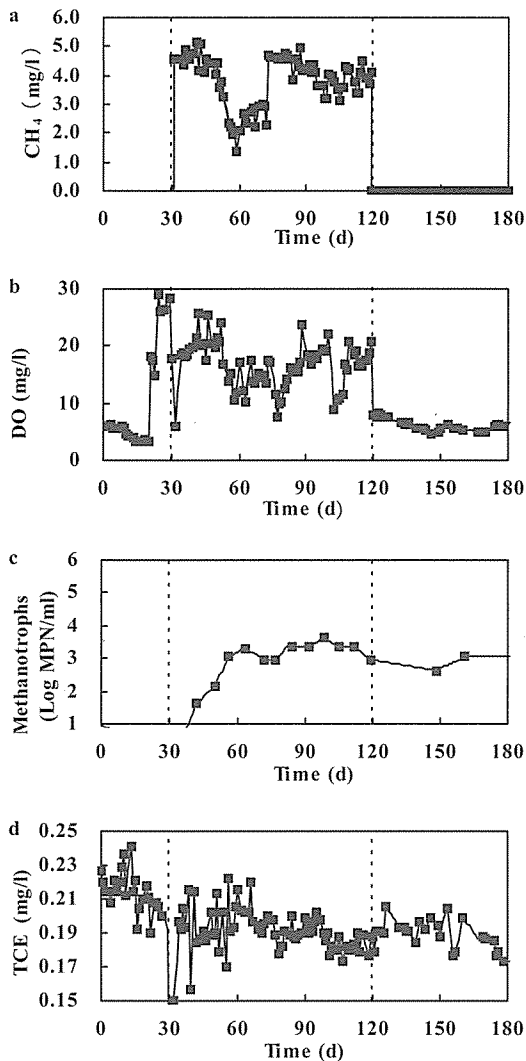 a
CH4 (mg/l)
6.0
5.0
4.0
3.0
2.0
1.0
0.0
0 30 60 90 120 150 180
Time (d)
b
DO (mg/l)
30
20
10
0
0 30 60 90 120 150 180
Time (d)
c
Methanotrophs
(Log MPN/ml)
6
5
4
3
2
1
0 30 60 90 120 150 180
Time (d)
d
TCE (mg/l)
0.25
0.23
0.21
0.19
0.17
0.15
0 30 60 90 120 150 180
Time (d)